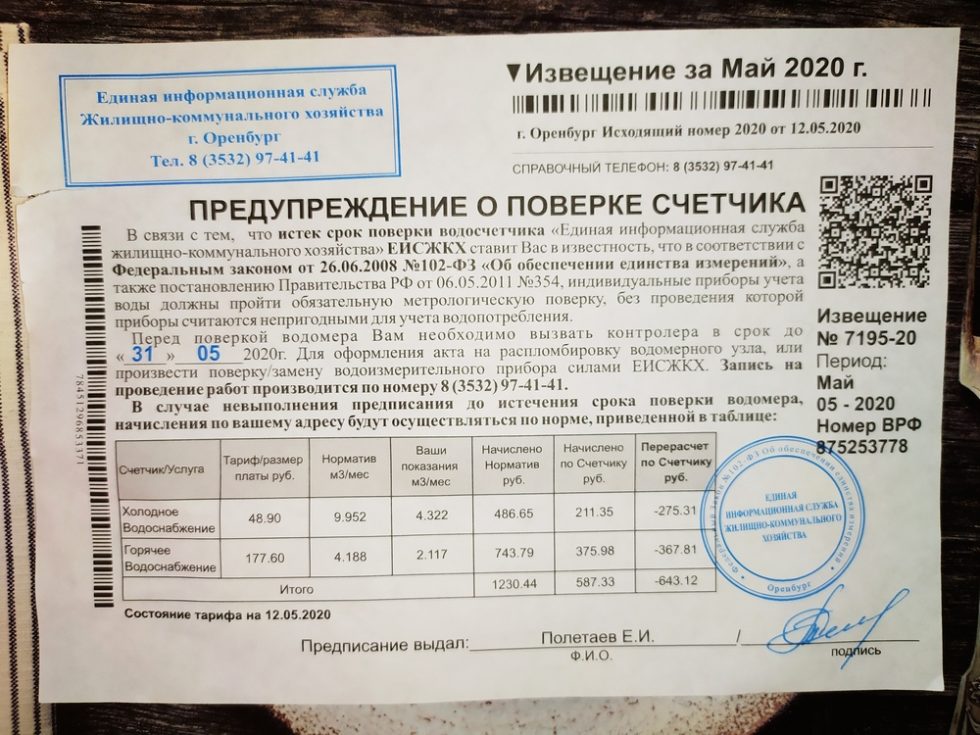 Единая информационная служба
Жилищно-коммунального хозяйства
г. Оренбург
Тел. 8 (3532) 97-41-41
▼Извещение за Май 2020 г.
г. Оренбург Исходящий номер 2020 от 12.05.2020
СПРАВОЧНЫЙ ТЕЛЕФОН: 8 (3532) 97-41-41
ПРЕДУПРЕЖДЕНИЕ О ПОВЕРКЕ СЧЕТЧИКА
В связи с тем, что истек срок поверки водосчетчика «Единая информационная служба
жилищно-коммунального хозяйства» ЕИСЖКХ ставит Вас в известность, что в соответствии с
Федеральным законом от 26.06.2008 №102-ФЗ «Об обеспечении единства измерений», а
также постановлению Правительства РФ от 06.05.2011 №354, индивидуальные приборы учета
воды должны пройти обязательную метрологическую поверку, без проведения которой
приборы считаются непригодными для учета водопотребления.
Перед поверкой водомера Вам необходимо вызвать контролера в срок до
« 31 » 05 2020г. Для оформления акта на распломбировку водомерного узла, или
произвести поверку/замену водоизмерительного прибора силами ЕИСЖКХ. Запись на
проведение работ производится по номеру 8 (3532) 97-41-41.
В случае невыполнения предписания до истечения срока поверки водомера,
начисления по вашему адресу будут осуществляться по норме, приведенной в таблице:
Извещение
№ 7195-20
Период:
Май
05 - 2020
Номер ВРФ
875253778
78451296853371
Счетчик/Услуга Тариф/размер платы руб. Норматив м3/мес Ваши показания м3/мес Начислено Норматив руб. Начислено по Счетчику руб. Перерасчет по Счетчику руб.
Холодное Водоснабжение 48.90 9.952 4.322 486.65 211.35 -275.31
Горячее Водоснабжение 177.60 4.188 2.117 743.79 375.98 -367.81
Итого 1230.44 587.33 -643.12
Состояние тарифа на 12.05.2020
Федеральный Закон №102-ФЗ Об обеспечении единства измерений
ЕДИНАЯ
ИНФОРМАЦИОННАЯ СЛУЖБА
ЖИЛИЩНО-КОММУНАЛЬНОГО
ХОЗЯЙСТВА
Оренбург
Предписание выдал: Полетаев Е.И. /
Ф.И.О.
подпись